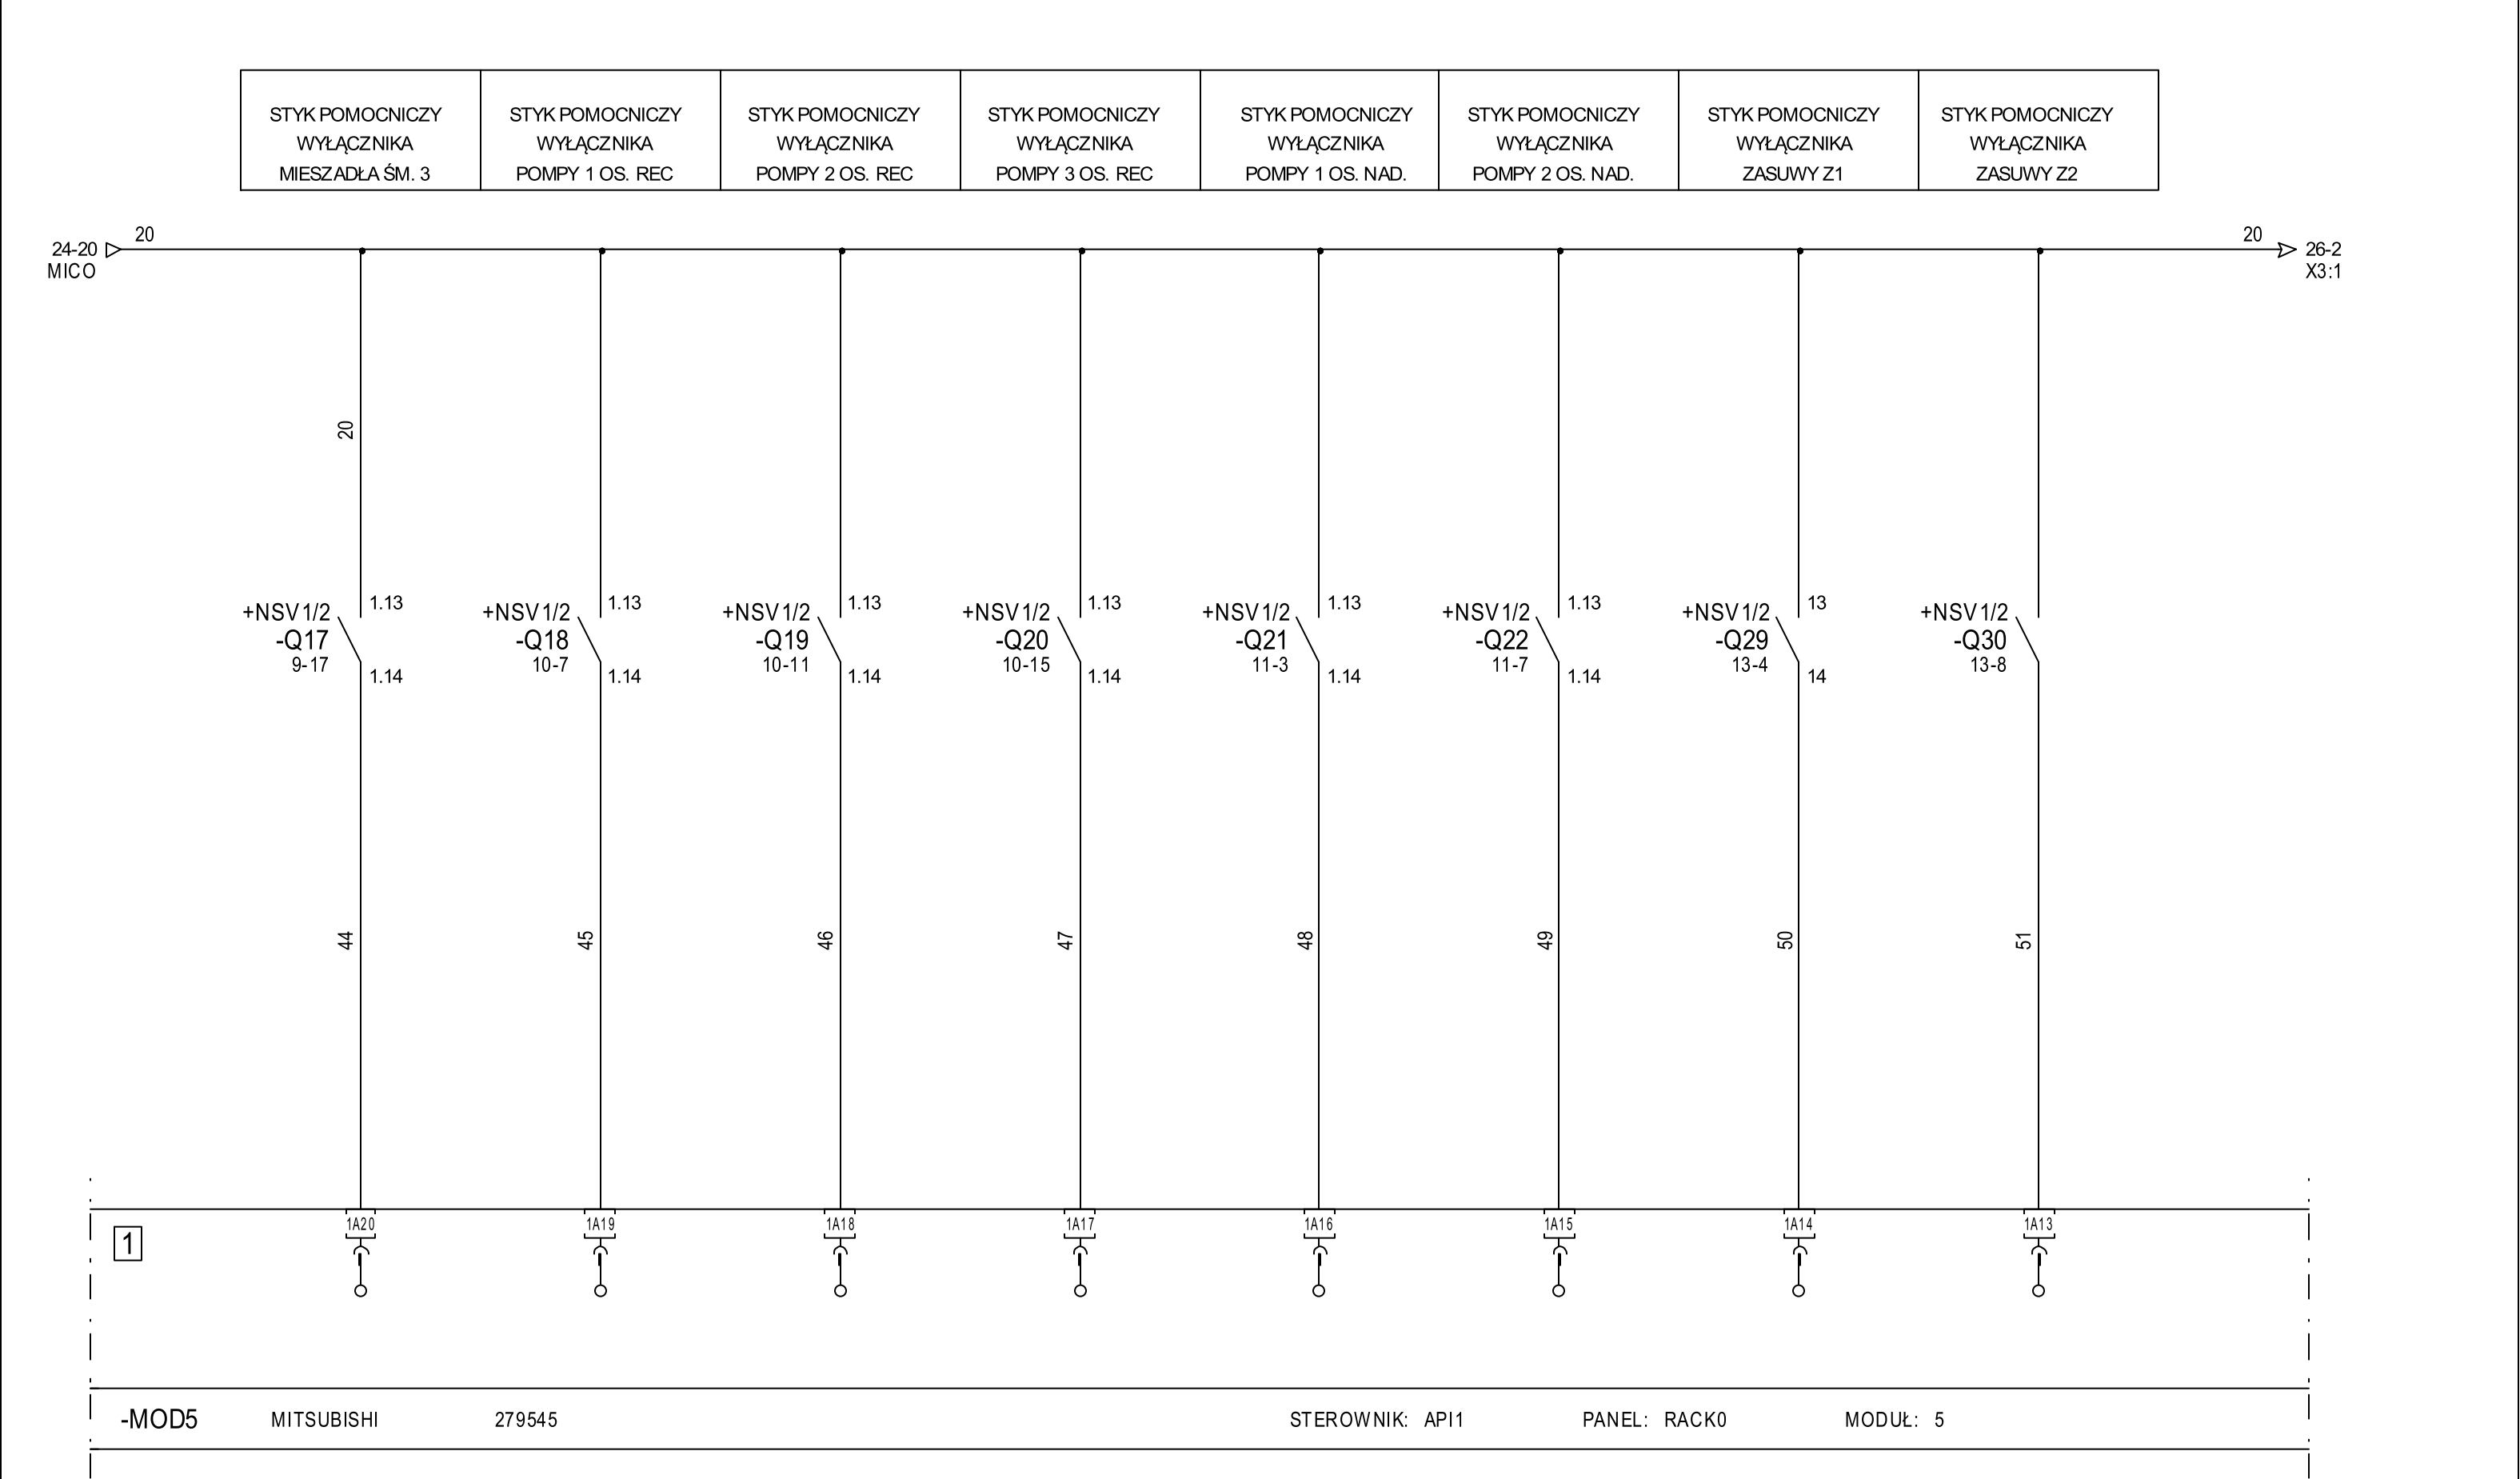 STYK POMOCNICZY
WYŁĄCZNIKA
MIESZADŁA ŚM. 3
STYK POMOCNICZY
WYŁĄCZNIKA
POMPY 1 OS. REC
STYK POMOCNICZY
WYŁĄCZNIKA
POMPY 2 OS. REC
STYK POMOCNICZY
WYŁĄCZNIKA
POMPY 3 OS. REC
STYK POMOCNICZY
WYŁĄCZNIKA
POMPY 1 OS. NAD.
STYK POMOCNICZY
WYŁĄCZNIKA
POMPY 2 OS. NAD.
STYK POMOCNICZY
WYŁĄCZNIKA
ZASUWY Z1
STYK POMOCNICZY
WYŁĄCZNIKA
ZASUWY Z2
20
24-20
MICO
20
26-2
X3:1
20
+NSV1/2
-Q17
9-17
1.13
1.14
+NSV1/2
-Q18
10-7
1.13
1.14
+NSV1/2
-Q19
10-11
1.13
1.14
+NSV1/2
-Q20
10-15
1.13
1.14
+NSV1/2
-Q21
11-3
1.13
1.14
+NSV1/2
-Q22
11-7
1.13
1.14
+NSV1/2
-Q29
13-4
13
14
+NSV1/2
-Q30
13-8
44
45
46
47
48
49
50
51
1
1A20
1A19
1A18
1A17
1A16
1A15
1A14
1A13
-MOD5 MITSUBISHI 279545 STEROWNIK: API1 PANEL: RACK0 MODUŁ: 5